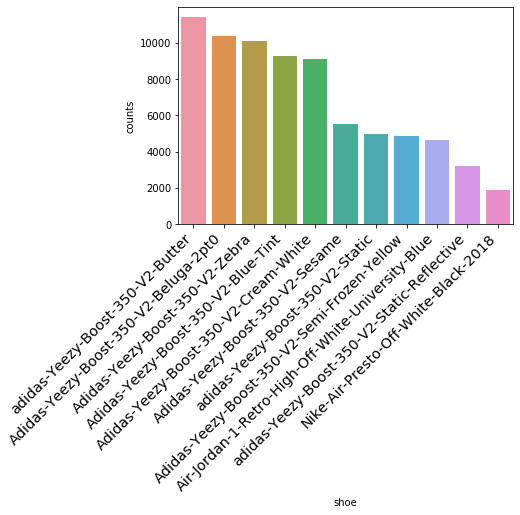 counts
10000
8000
6000
4000
2000
0
adidas-Yeezy-Boost-350-V2-Butter
Adidas-Yeezy-Boost-350-V2-Beluga-2pt0
Adidas-Yeezy-Boost-350-V2-Zebra
Adidas-Yeezy-Boost-350-V2-Blue-Tint
Adidas-Yeezy-Boost-350-V2-Cream-White
Adidas-Yeezy-Boost-350-V2-Sesame
adidas-Yeezy-Boost-350-V2-Static
Adidas-Yeezy-Boost-350-V2-Semi-Frozen-Yellow
Air-Jordan-1-Retro-High-Off-White-University-Blue
adidas-Yeezy-Boost-350-V2-Static-Reflective
Nike-Air-Presto-Off-White-Black-2018
shoe